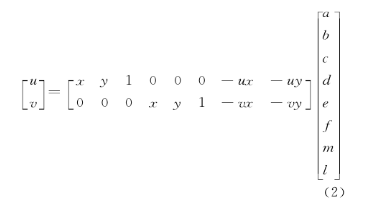 [u v] = [x y 1 0 0 0 −ux −uy
0 0 0 x y 1 −vx −vy] [a b c d e f m l]
(2)